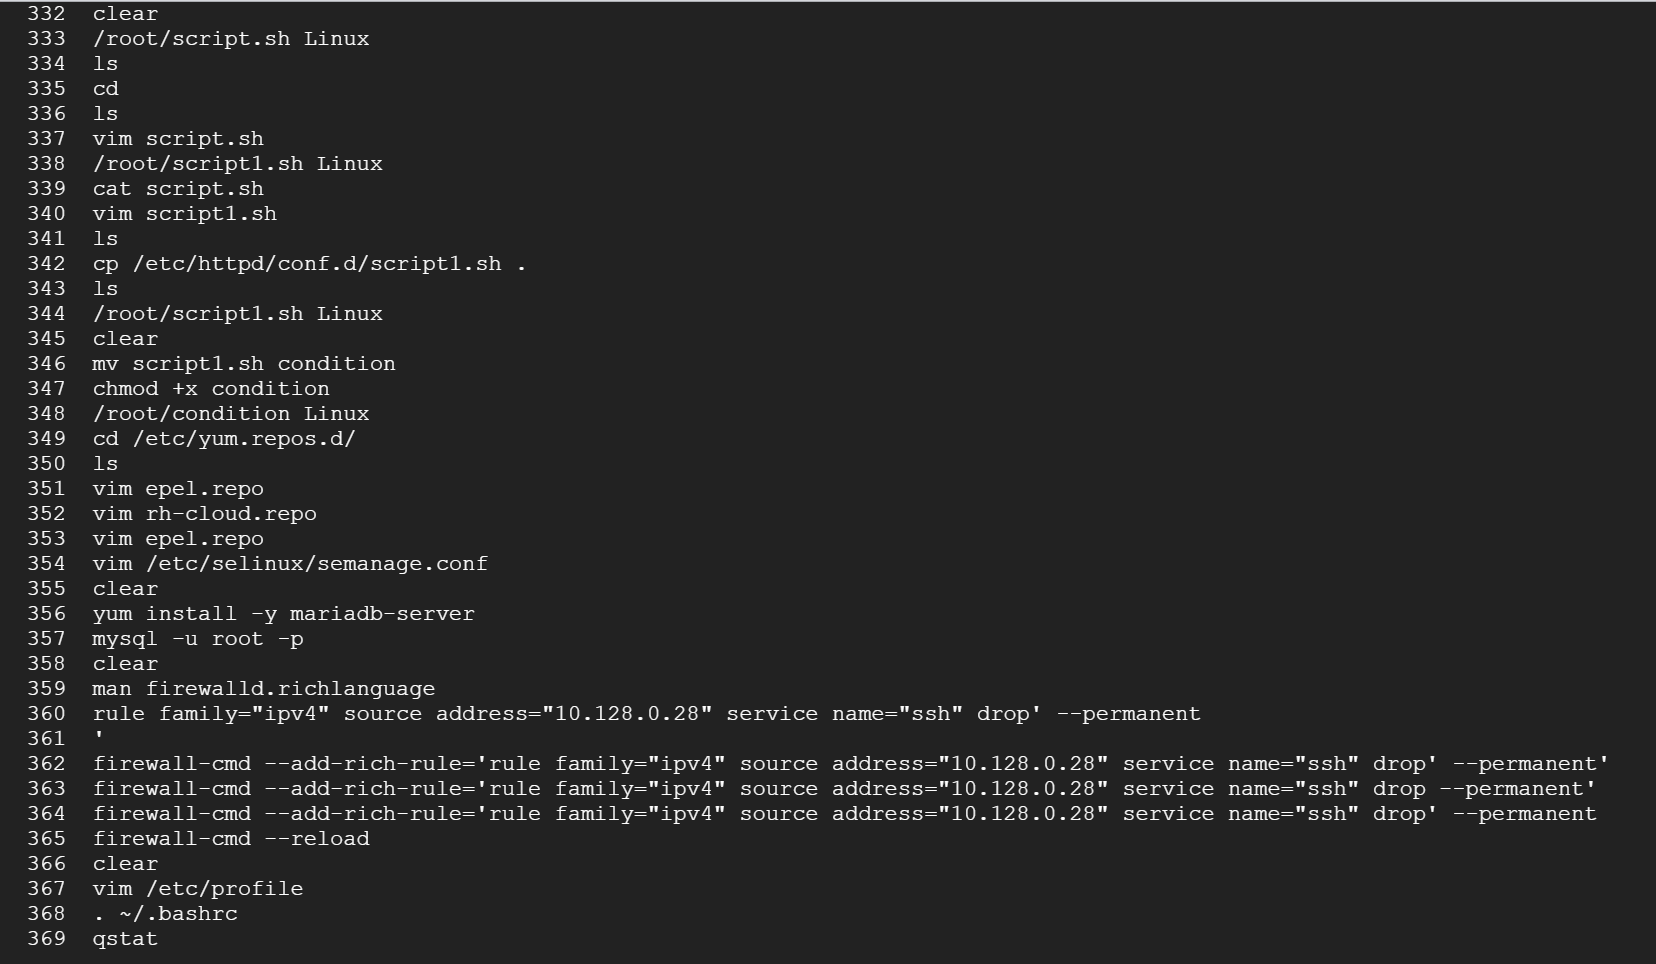 332 clear
333 /root/script.sh Linux
334 ls
335 cd
336 ls
337 vim script.sh
338 /root/script1.sh Linux
339 cat script.sh
340 vim script1.sh
341 ls
342 cp /etc/httpd/conf.d/script1.sh .
343 ls
344 /root/script1.sh Linux
345 clear
346 mv script1.sh condition
347 chmod +x condition
348 /root/condition Linux
349 cd /etc/yum.repos.d/
350 ls
351 vim epel.repo
352 vim rh-cloud.repo
353 vim epel.repo
354 vim /etc/selinux/semanage.conf
355 clear
356 yum install -y mariadb-server
357 mysql -u root -p
358 clear
359 man firewalld.richlanguage
360 rule family="ipv4" source address="10.128.0.28" service name="ssh" drop' --permanent
361 '
362 firewall-cmd --add-rich-rule='rule family="ipv4" source address="10.128.0.28" service name="ssh" drop' --permanent'
363 firewall-cmd --add-rich-rule='rule family="ipv4" source address="10.128.0.28" service name="ssh" drop --permanent'
364 firewall-cmd --add-rich-rule='rule family="ipv4" source address="10.128.0.28" service name="ssh" drop' --permanent
365 firewall-cmd --reload
366 clear
367 vim /etc/profile
368 . ~/.bashrc
369 qstat